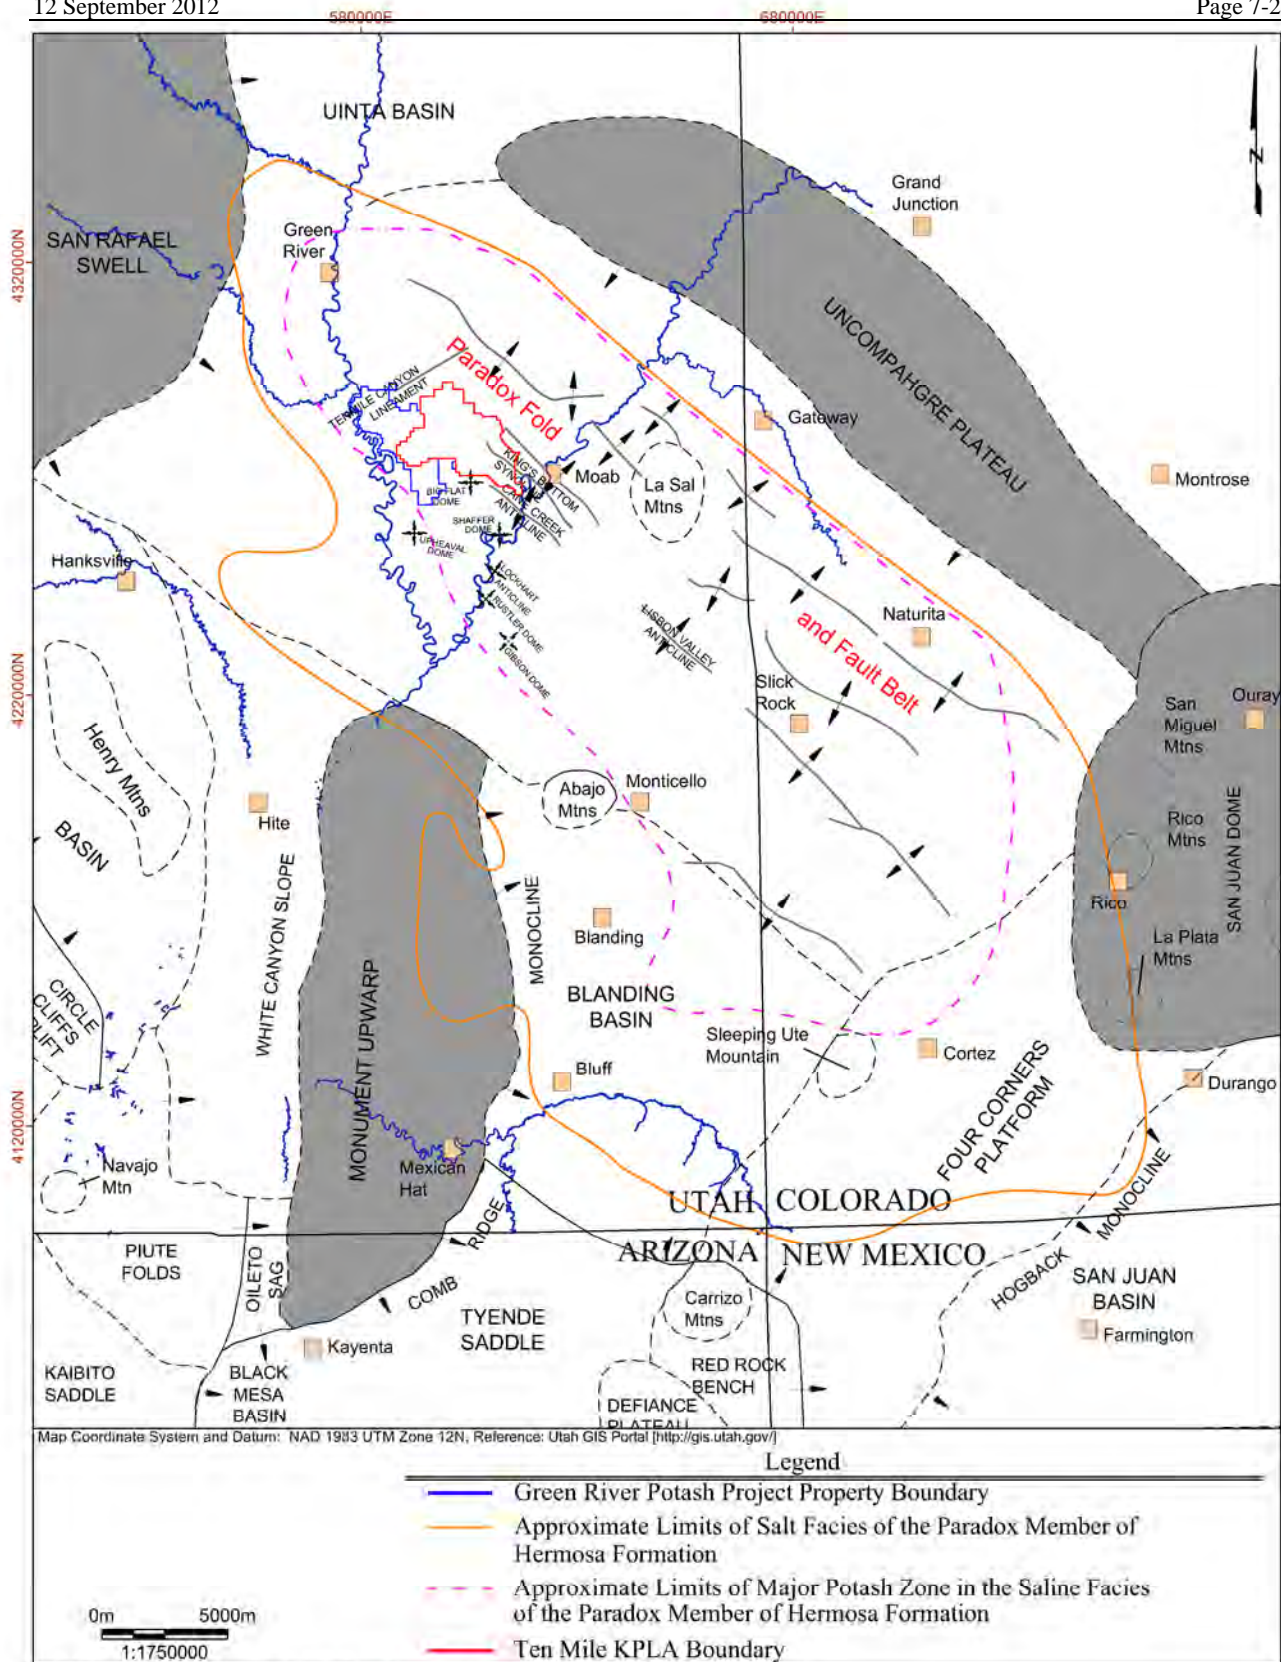 12 September 2012
Page 7-2
580000E
680000E
UINTA BASIN
Grand
Junction
Green
River
SAN RAFAEL
SWELL
4320000N
UNCOMPAHGRE PLATEAU
Paradox Fold
TENMILE CANYON
LINEAMENT
Gateway
KING'S BOTTOM
SYNCLINE
Moab
La Sal
Mtns
Montrose
BIG FLAT
DOME
CANE CREEK
ANTICLINE
SHAFFER
DOME
UPHEAVAL
DOME
Hanksville
LOCKHART
ANTICLINE
RUSTLER DOME
GIBSON DOME
LISBON VALLEY
ANTICLINE
and Fault Belt
Naturita
Slick
Rock
4220000N
San
Miguel
Mtns
Ouray
Henry Mtns
Abajo
Mtns
Monticello
Hite
BASIN
Rico
Mtns
SAN JUAN DOME
Rico
WHITE CANYON SLOPE
MONOCLINE
Blanding
La Plata
Mtns
CIRCLE
CLIFFS
MONUMENT UPWARP
BLANDING
BASIN
Sleeping Ute
Mountain
Cortez
Bluff
Durango
FOUR CORNERS
PLATFORM
4120000N
Navajo
Mtn
Mexican
Hat
MONOCLINE
UTAH
COLORADO
RIDGE
ARIZONA
NEW MEXICO
PIUTE
FOLDS
OILETO
SAG
COMB
HOGBACK
SAN JUAN
BASIN
TYENDE
SADDLE
Carrizo
Mtns
Farmington
Kayenta
KAIBITO
SADDLE
BLACK
MESA
BASIN
RED ROCK
BENCH
DEFIANCE
PLATEAU
Map Coordinate System and Datum: NAD 1983 UTM Zone 12N, Reference: Utah GIS Portal [http://gis.utah.gov/]
Legend
Green River Potash Project Property Boundary
Approximate Limits of Salt Facies of the Paradox Member of
Hermosa Formation
Approximate Limits of Major Potash Zone in the Saline Facies
of the Paradox Member of Hermosa Formation
Ten Mile KPLA Boundary
0m
5000m
1:1750000
N